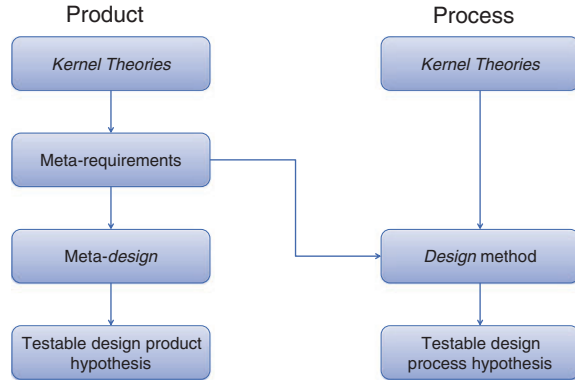 Product
Process
Kernel Theories
Kernel Theories
Meta-requirements
Meta-design
Design method
Testable design product
hypothesis
Testable design
process hypothesis